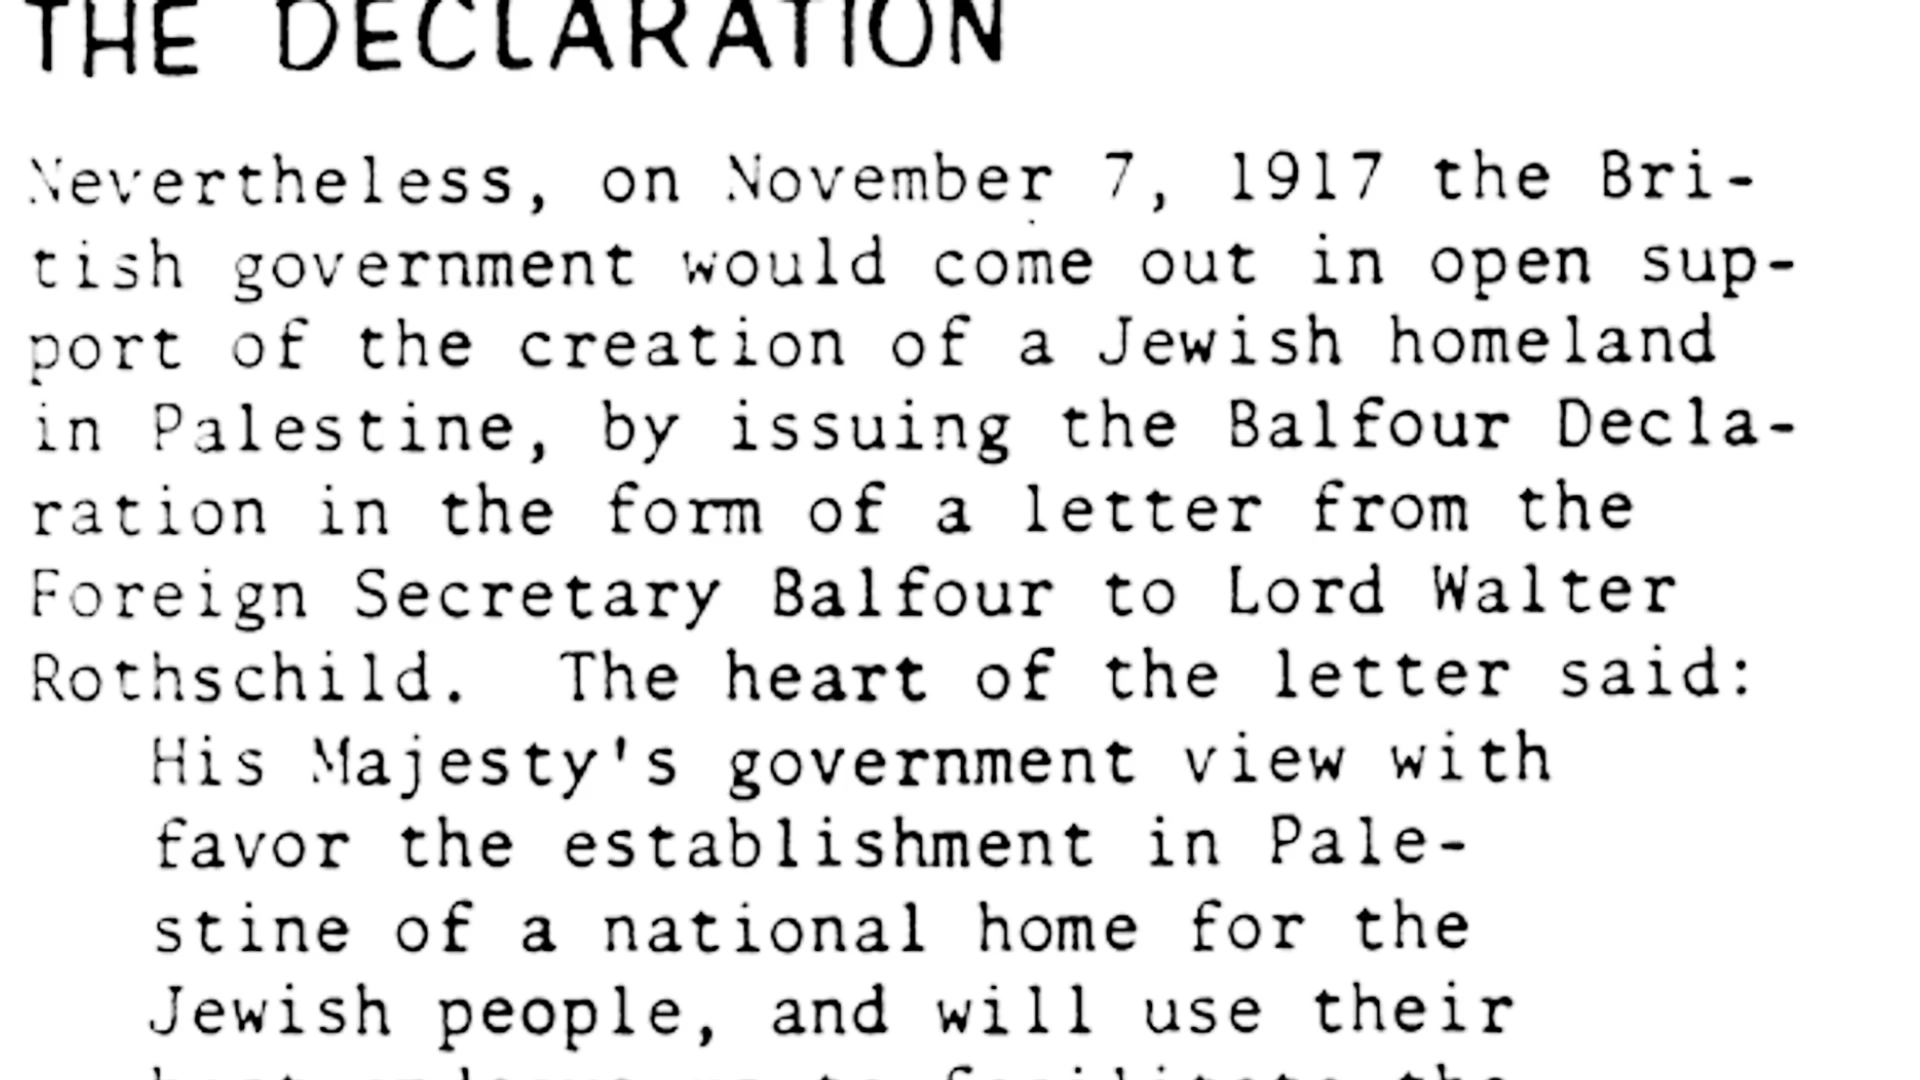 THE DECLARATION
Nevertheless, on November 7, 1917 the Bri-
tish government would come out in open sup-
port of the creation of a Jewish homeland
in Palestine, by issuing the Balfour Decla-
ration in the form of a letter from the
Foreign Secretary Balfour to Lord Walter
Rothschild. The heart of the letter said:
His Majesty's government view with
favor the establishment in Pale-
stine of a national home for the
Jewish people, and will use their